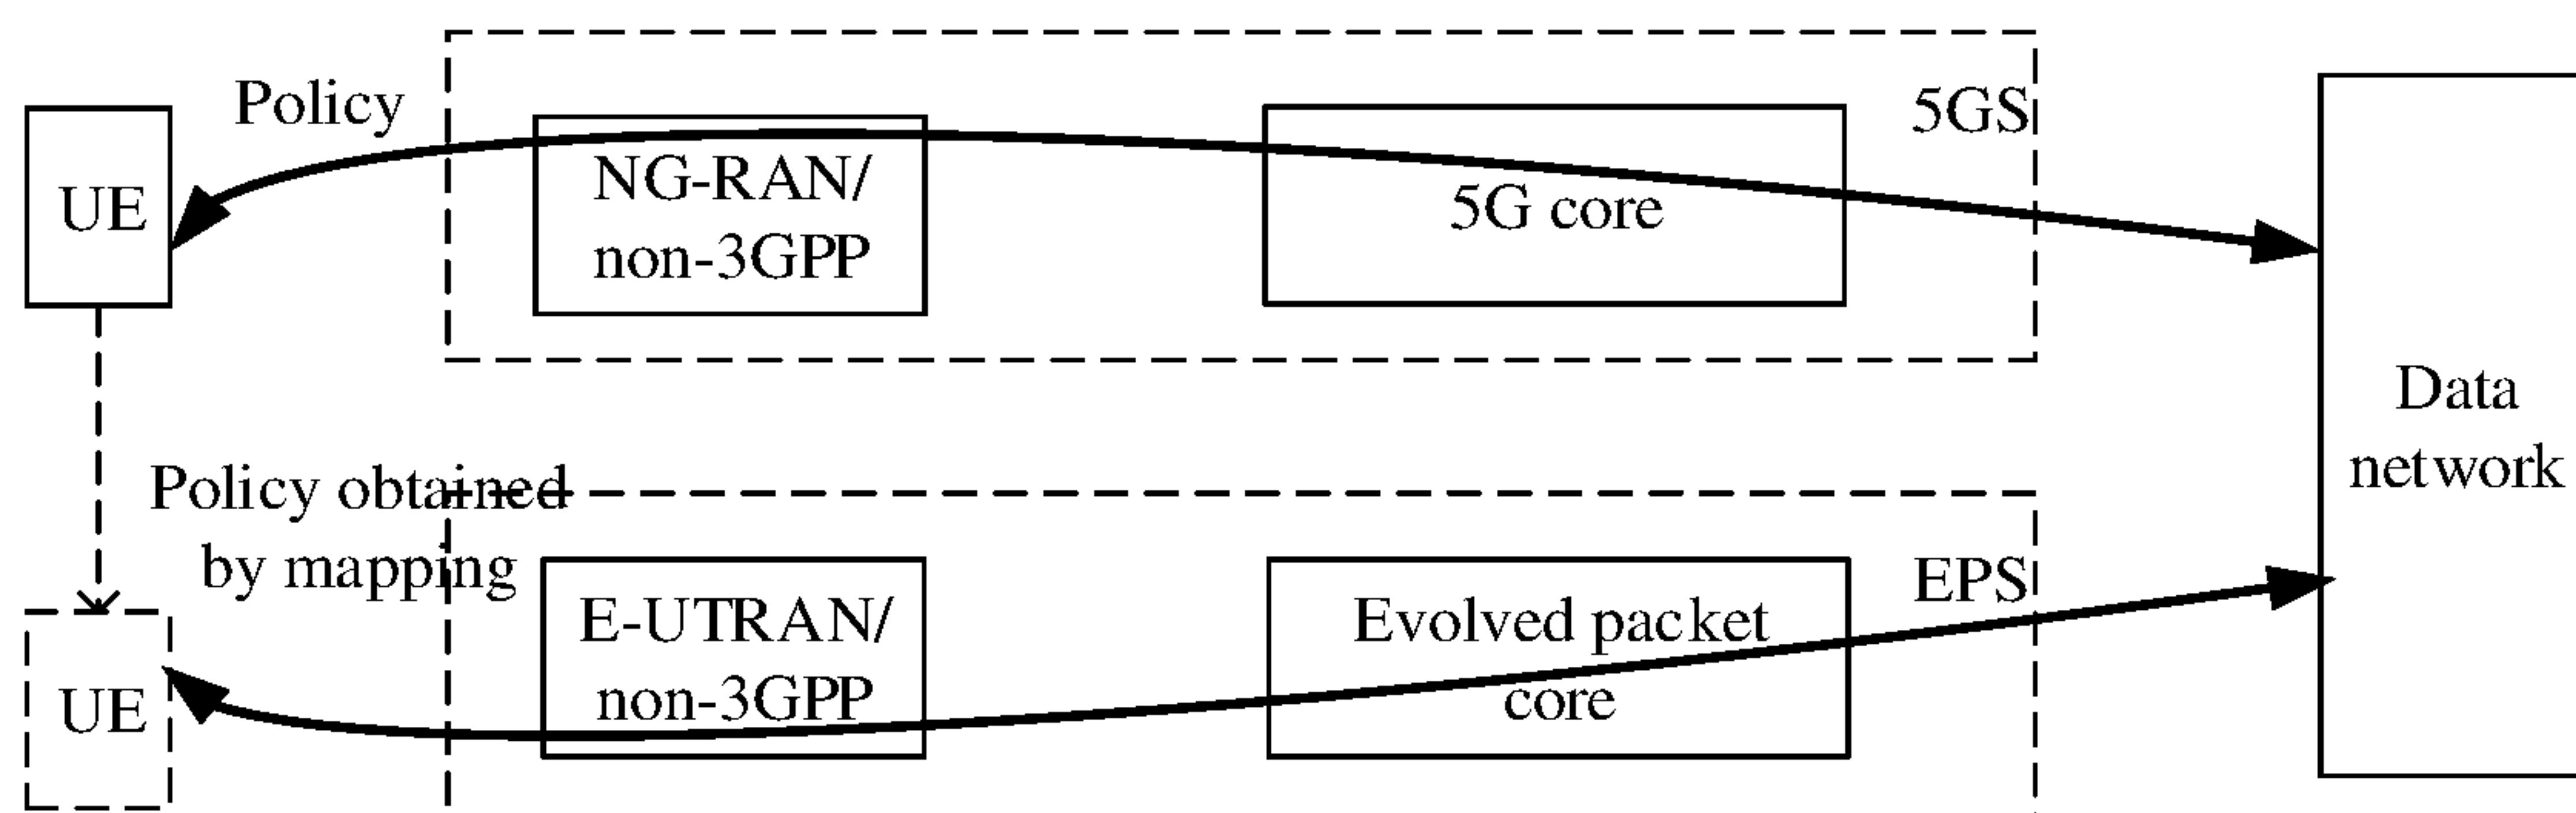 Policy
5GS
UE
NG-RAN/
non-3GPP
5G core
Data
network
Policy obtained
by mapping
EPS
UE
E-UTRAN/
non-3GPP
Evolved packet
core